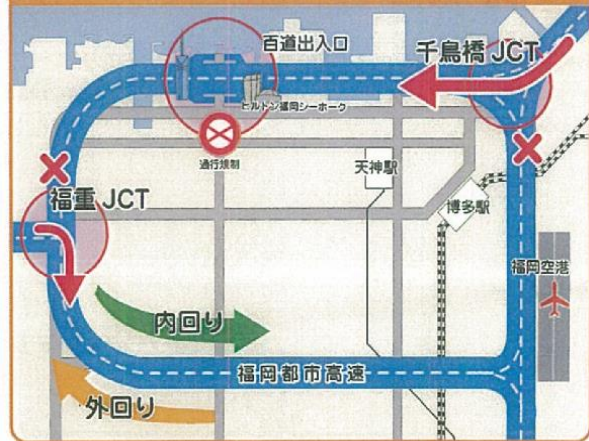 百道出入口
千鳥橋 JCT
ヒルトン福岡シーホーク
通行規制
天神駅
博多駅
福重 JCT
福岡空港
内回り
福岡都市高速
外回り